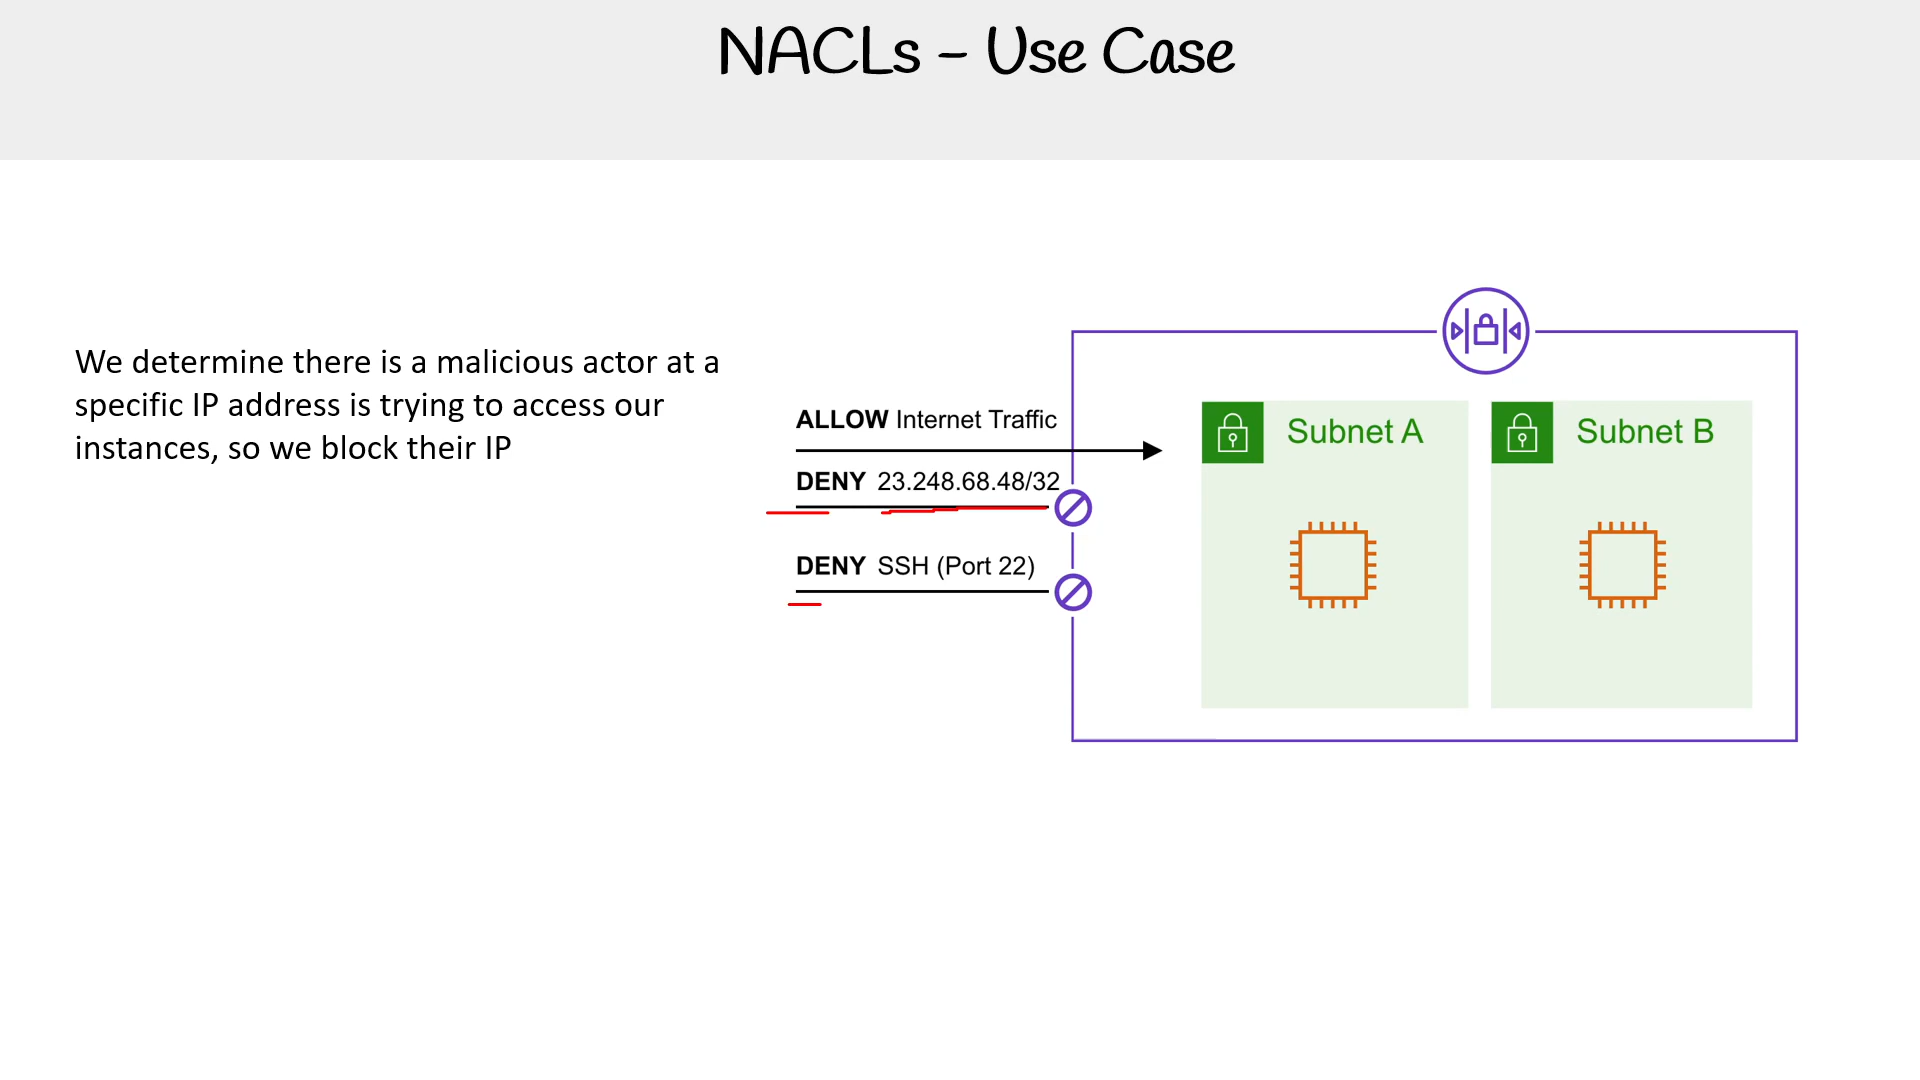 NACLs – Use Case
We determine there is a malicious actor at a
specific IP address is trying to access our
instances, so we block their IP
ALLOW Internet Traffic
DENY 23.248.68.48/32
DENY SSH (Port 22)
Subnet A
Subnet B